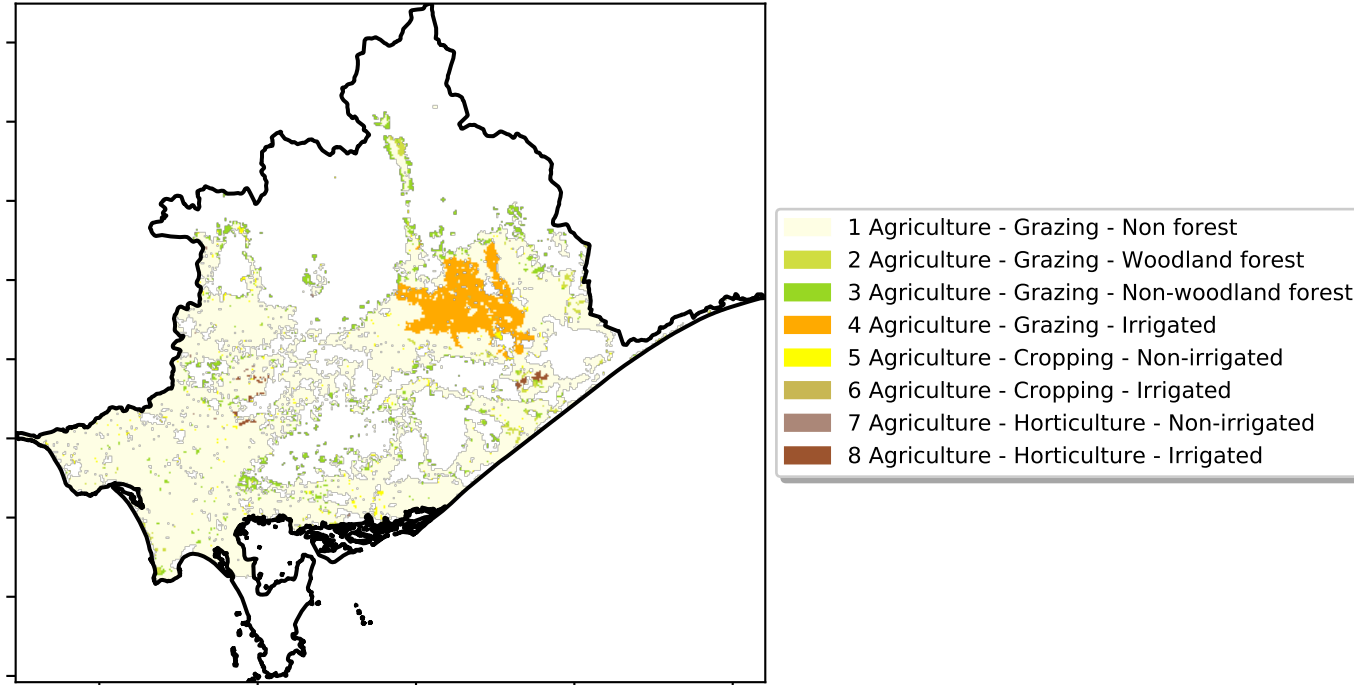 1 Agriculture - Grazing - Non forest
2 Agriculture - Grazing - Woodland forest
3 Agriculture - Grazing - Non-woodland forest
4 Agriculture - Grazing - Irrigated
5 Agriculture - Cropping - Non-irrigated
6 Agriculture - Cropping - Irrigated
7 Agriculture - Horticulture - Non-irrigated
8 Agriculture - Horticulture - Irrigated